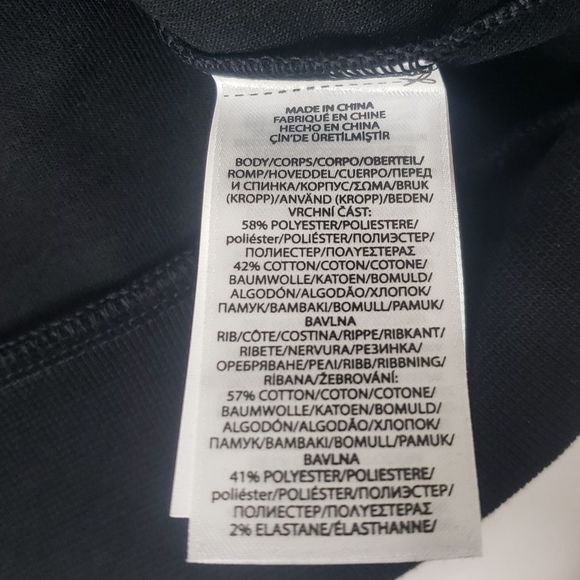 MADE IN CHINA
FABRIQUÉ EN CHINE
HECHO EN CHINA
ÇİN'DE ÜRETİLMİŞTİR
BODY/CORPS/CORPO/OBERTEIL/
ROMP/HOVEDDEL/CUERPO/ПЕРЕД
И СПИНКА/КОРПУС/ΣΩΜΑ/BRUK
(KROPP)/ANVÄND (KROPP)/BEDEN/
VRCHNÍ ČÁST:
58% POLYESTER/POLIESTERE/
poliéster/POLIÉSTER/ПОЛИЭСТЕР/
ПОЛИЕСТЕР/ΠΟΛΥΕΣΤΕΡΑΣ
42% COTTON/COTON/COTONE/
BAUMWOLLE/KATOEN/BOMULD/
ALGODÓN/ALGODÃO/ХЛОПОК/
ПАМУК/ΒΑΜΒΑΚΙ/BOMULL/PAMUK/
BAVLNA
RIB/CÔTE/COSTINA/RIPPE/RIBKANT/
RIBETE/NERVURA/РЕЗИНКА/
ОРЕБРЯВАНЕ/ΡΕΛΙ/RIBB/RIBBNING/
RİBANA/ŽEBROVÁNÍ:
57% COTTON/COTON/COTONE/
BAUMWOLLE/KATOEN/BOMULD/
ALGODÓN/ALGODÃO/ХЛОПОК/
ПАМУК/ΒΑΜΒΑΚΙ/BOMULL/PAMUK/
BAVLNA
41% POLYESTER/POLIESTERE/
poliéster/POLIÉSTER/ПОЛИЭСТЕР/
ПОЛИЕСТЕР/ΠΟΛΥΕΣΤΕΡΑΣ
2% ELASTANE/ÉLASTHANNE/